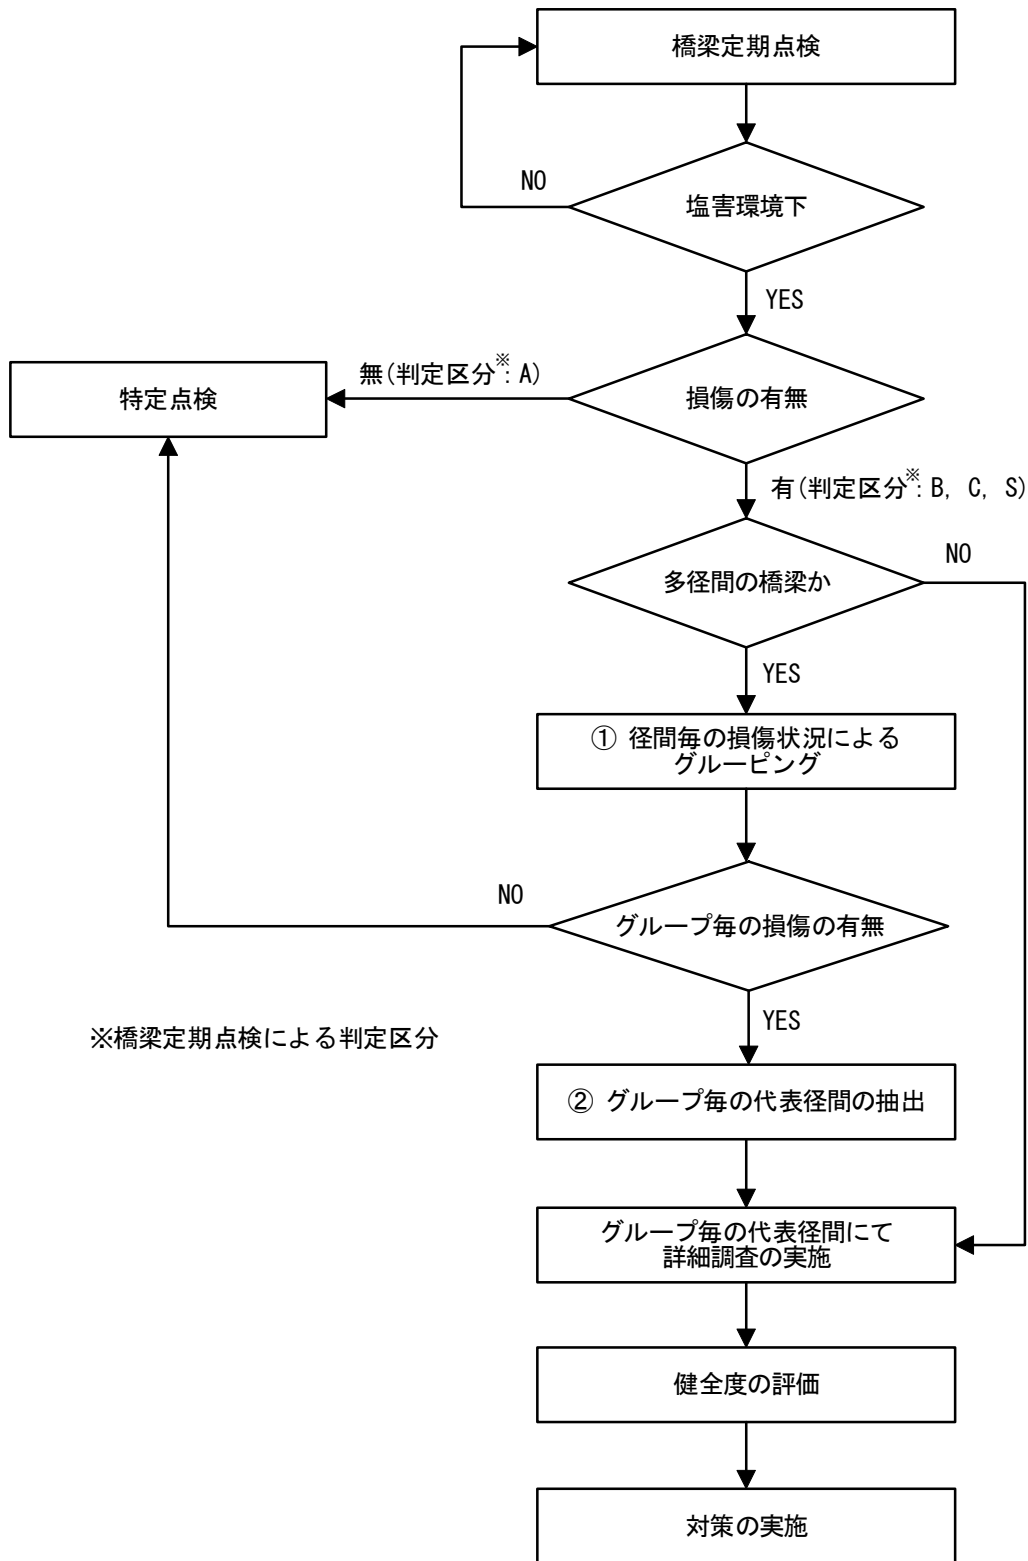 橋梁定期点検
NO
塩害環境下
YES
特定点検
無(判定区分※: A)
損傷の有無
有(判定区分※: B, C, S)
多径間の橋梁か
NO
YES
① 径間毎の損傷状況による
グルーピング
NO
グループ毎の損傷の有無
YES
※橋梁定期点検による判定区分
② グループ毎の代表径間の抽出
グループ毎の代表径間にて
詳細調査の実施
健全度の評価
対策の実施